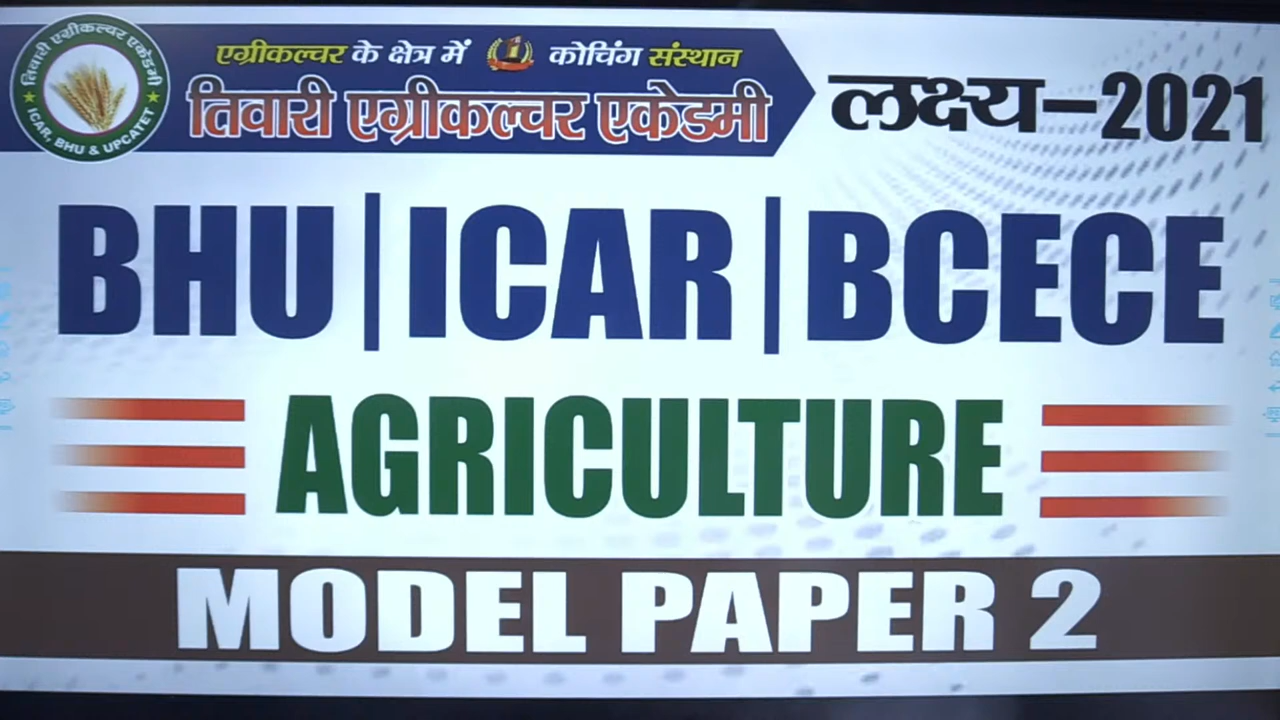 तिवारी एग्रीकल्चर एकेडमी
ICAR, BHU & UPCATET
एग्रीकल्चर के क्षेत्र में 1 कोचिंग संस्थान
तिवारी एग्रीकल्चर एकेडमी
लक्ष्य-2021
BHU|ICAR|BCECE
AGRICULTURE
MODEL PAPER 2